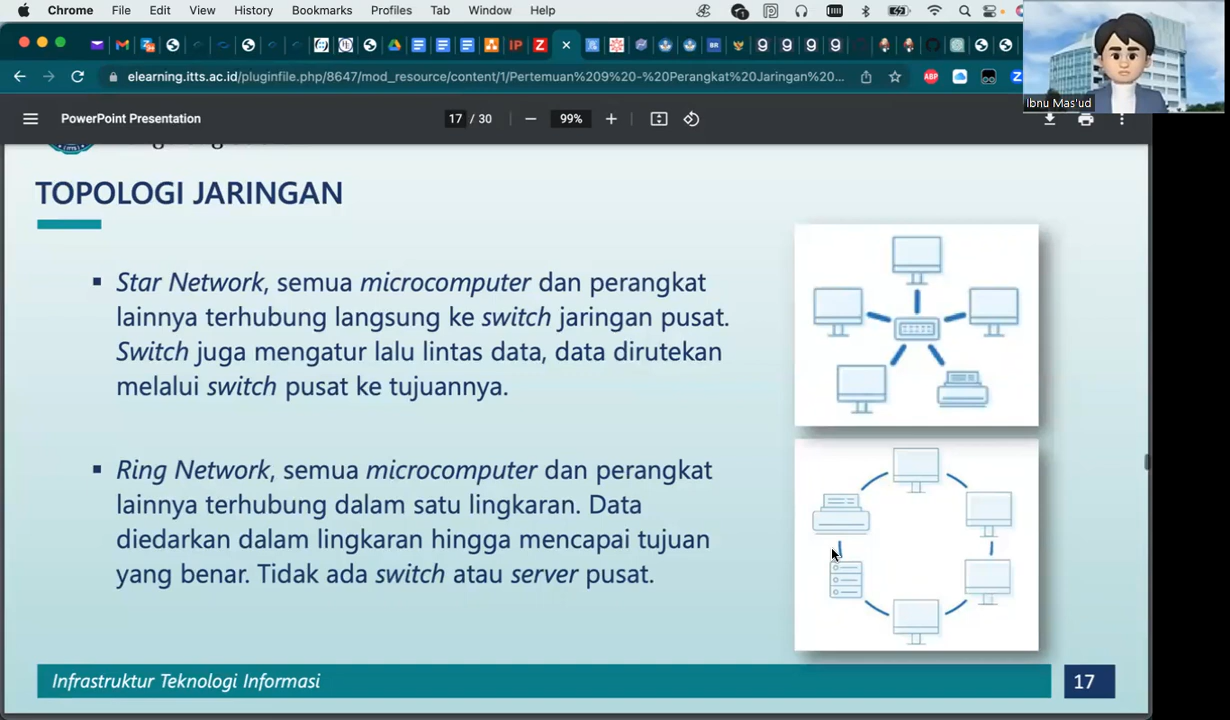 Chrome File Edit View History Bookmarks Profiles Tab Window Help
elearning.itts.ac.id/pluginfile.php/8647/mod_resource/content/1/Pertemuan%209%20-%20Perangkat%20Jaringan%20...
Ibnu Mas'ud
PowerPoint Presentation 17 / 30 99%
TOPOLOGI JARINGAN
▪ Star Network, semua microcomputer dan perangkat
lainnya terhubung langsung ke switch jaringan pusat.
Switch juga mengatur lalu lintas data, data dirutekan
melalui switch pusat ke tujuannya.
▪ Ring Network, semua microcomputer dan perangkat
lainnya terhubung dalam satu lingkaran. Data
diedarkan dalam lingkaran hingga mencapai tujuan
yang benar. Tidak ada switch atau server pusat.
Infrastruktur Teknologi Informasi 17